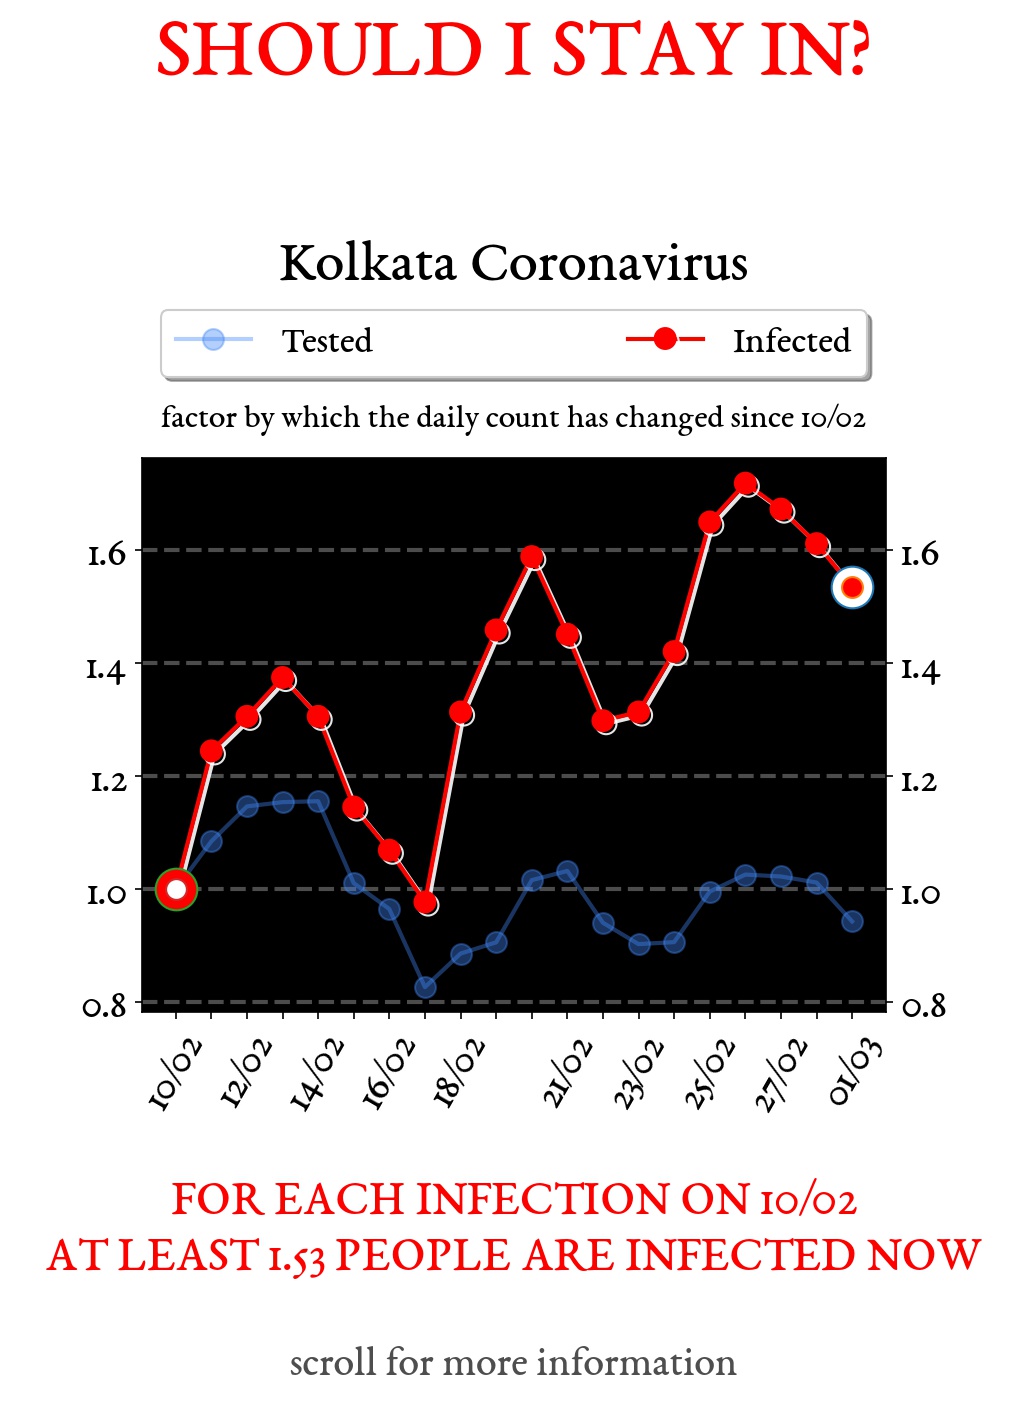 SHOULD I STAY IN?
Kolkata Coronavirus
Tested Infected
factor by which the daily count has changed since 10/02
1.6 1.6
1.4 1.4
1.2 1.2
1.0 1.0
0.8 0.8
10/02 12/02 14/02 16/02 18/02 21/02 23/02 25/02 27/02 01/03
FOR EACH INFECTION ON 10/02
AT LEAST 1.53 PEOPLE ARE INFECTED NOW
scroll for more information